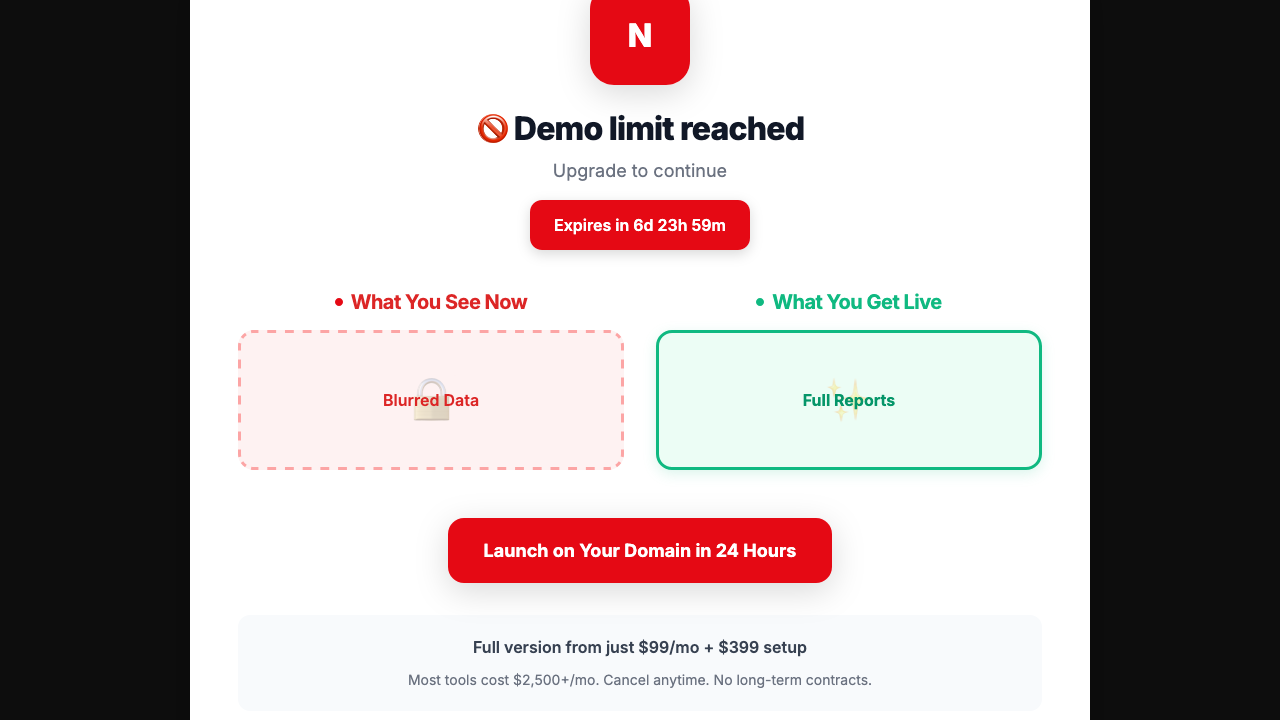 N
🚫 Demo limit reached
Upgrade to continue
Expires in 6d 23h 59m
• What You See Now
Blurred Data
• What You Get Live
Full Reports
Launch on Your Domain in 24 Hours
Full version from just $99/mo + $399 setup
Most tools cost $2,500+/mo. Cancel anytime. No long-term contracts.